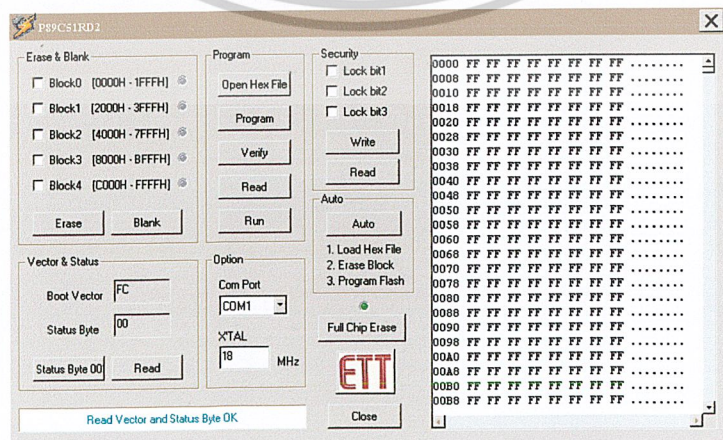 P89C51RD2
Erase & Blank
Block0 [0000H - 1FFFH]
Block1 [2000H - 3FFFH]
Block2 [4000H - 7FFFH]
Block3 [8000H - BFFFH]
Block4 [C000H - FFFFH]
Erase Blank
Vector & Status
Boot Vector FC
Status Byte 00
Status Byte 00 Read
Read Vector and Status Byte OK
Program
Open Hex File
Program
Verify
Read
Run
Option
Com Port
COM1
X'TAL
18 MHz
Security
Lock bit1
Lock bit2
Lock bit3
Write
Read
Auto
Auto
1. Load Hex File
2. Erase Block
3. Program Flash
Full Chip Erase
ETT
Close
0000 FF FF FF FF FF FF FF FF ........
0008 FF FF FF FF FF FF FF FF ........
0010 FF FF FF FF FF FF FF FF ........
0018 FF FF FF FF FF FF FF FF ........
0020 FF FF FF FF FF FF FF FF ........
0028 FF FF FF FF FF FF FF FF ........
0030 FF FF FF FF FF FF FF FF ........
0038 FF FF FF FF FF FF FF FF ........
0040 FF FF FF FF FF FF FF FF ........
0048 FF FF FF FF FF FF FF FF ........
0050 FF FF FF FF FF FF FF FF ........
0058 FF FF FF FF FF FF FF FF ........
0060 FF FF FF FF FF FF FF FF ........
0068 FF FF FF FF FF FF FF FF ........
0070 FF FF FF FF FF FF FF FF ........
0078 FF FF FF FF FF FF FF FF ........
0080 FF FF FF FF FF FF FF FF ........
0088 FF FF FF FF FF FF FF FF ........
0090 FF FF FF FF FF FF FF FF ........
0098 FF FF FF FF FF FF FF FF ........
00A0 FF FF FF FF FF FF FF FF ........
00A8 FF FF FF FF FF FF FF FF ........
00B0 FF FF FF FF FF FF FF FF ........
00B8 FF FF FF FF FF FF FF FF ........